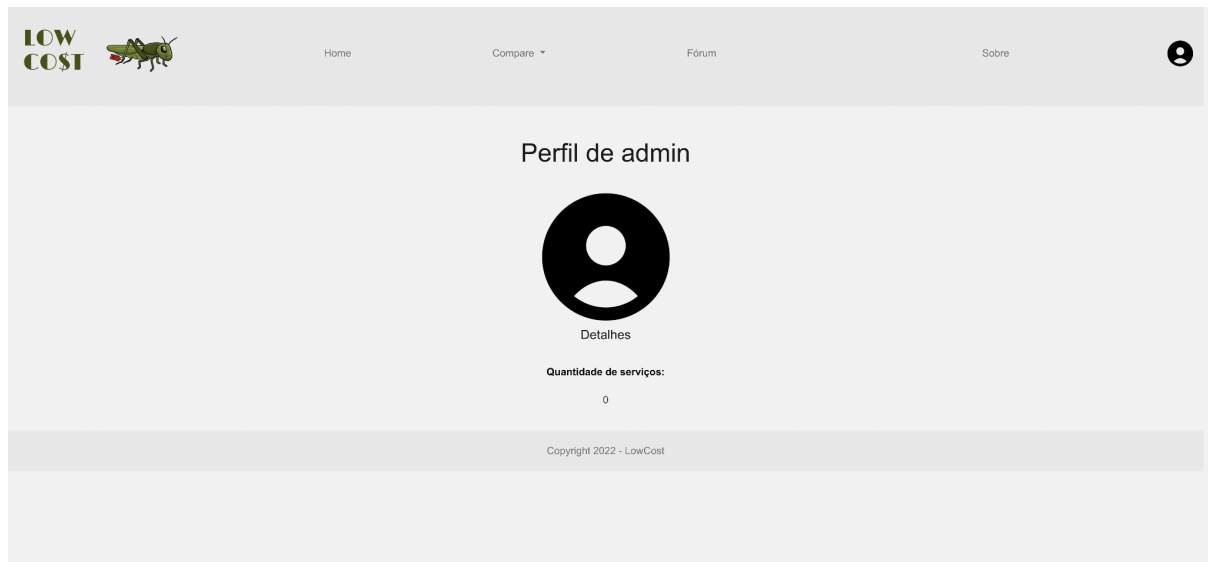 LOW
CO$T
Home Compare Fórum Sobre
Perfil de admin
Detalhes
Quantidade de serviços:
0
Copyright 2022 - LowCost